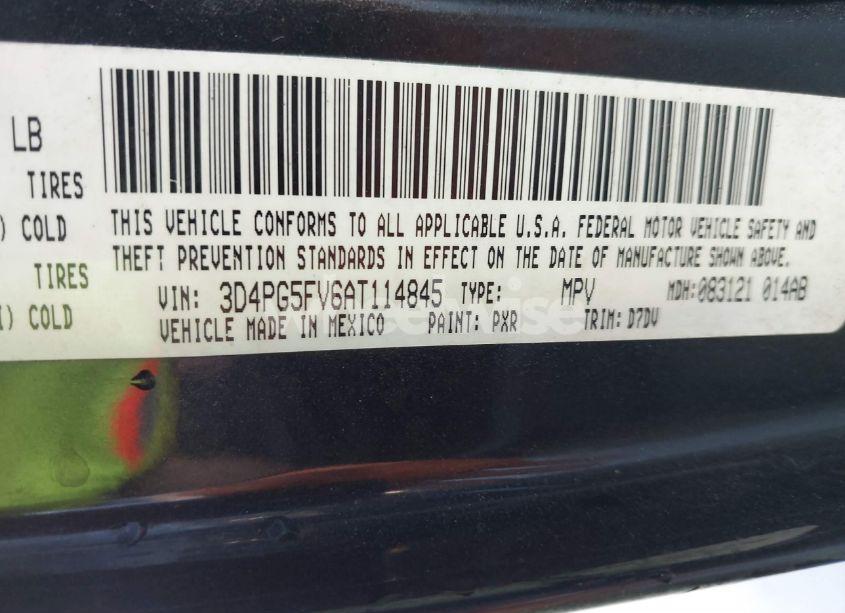 LB
TIRES
) COLD
TIRES
I) COLD
THIS VEHICLE CONFORMS TO ALL APPLICABLE U.S.A. FEDERAL MOTOR VEHICLE SAFETY AND
THEFT PREVENTION STANDARDS IN EFFECT ON THE DATE OF MANUFACTURE SHOWN ABOVE.
VIN: 3D4PG5FV6AT114845 TYPE: MPV MDH:083121 014AB
VEHICLE MADE IN MEXICO PAINT: PXR TRIM: D7DV